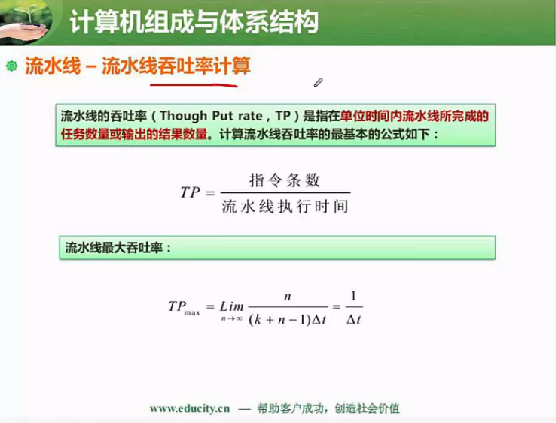 计算机组成与体系结构
流水线 – 流水线吞吐率计算
流水线的吞吐率（Though Put rate，TP）是指在单位时间内流水线所完成的
任务数量或输出的结果数量。计算流水线吞吐率的最基本的公式如下：
TP = 指令条数 / 流水线执行时间
流水线最大吞吐率：
TP_max = Lim_{n→∞} n / (k + n − 1)Δt = 1 / Δt
www.educity.cn — 帮助客户成功，创造社会价值